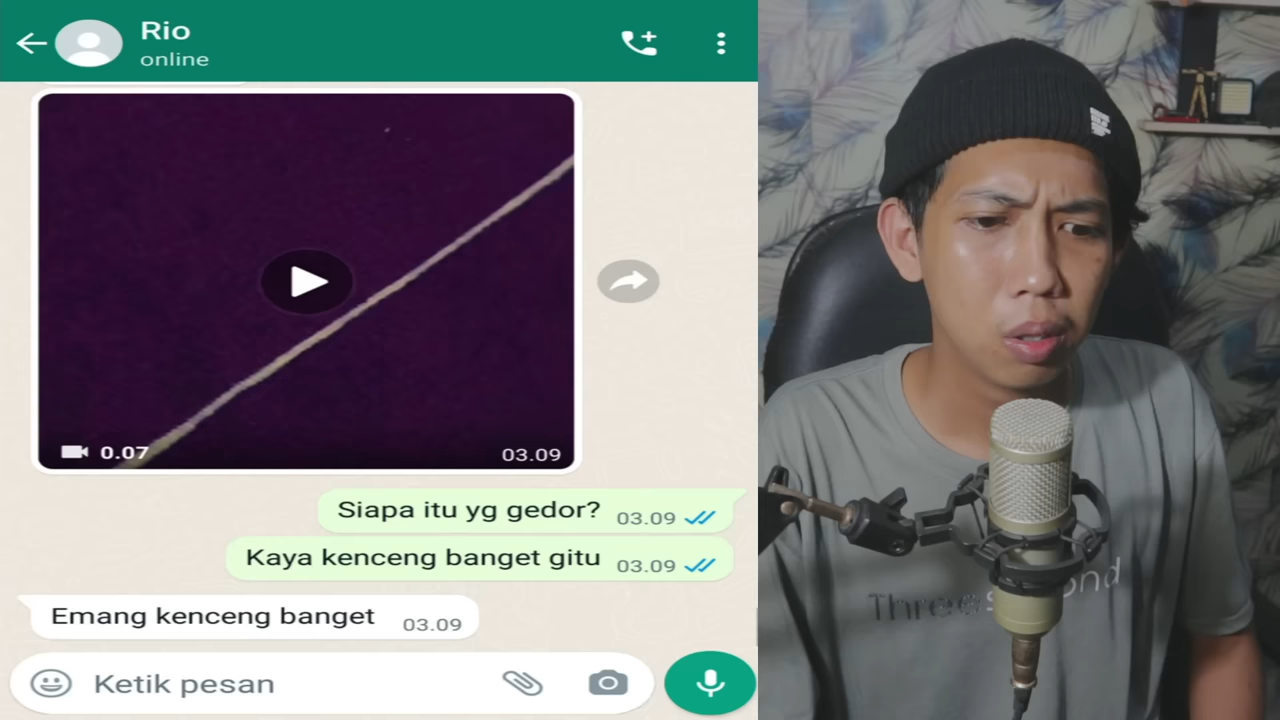 Rio
online
0.07
03.09
Siapa itu yg gedor? 03.09
Kaya kenceng banget gitu 03.09
Emang kenceng banget 03.09
Ketik pesan
Three